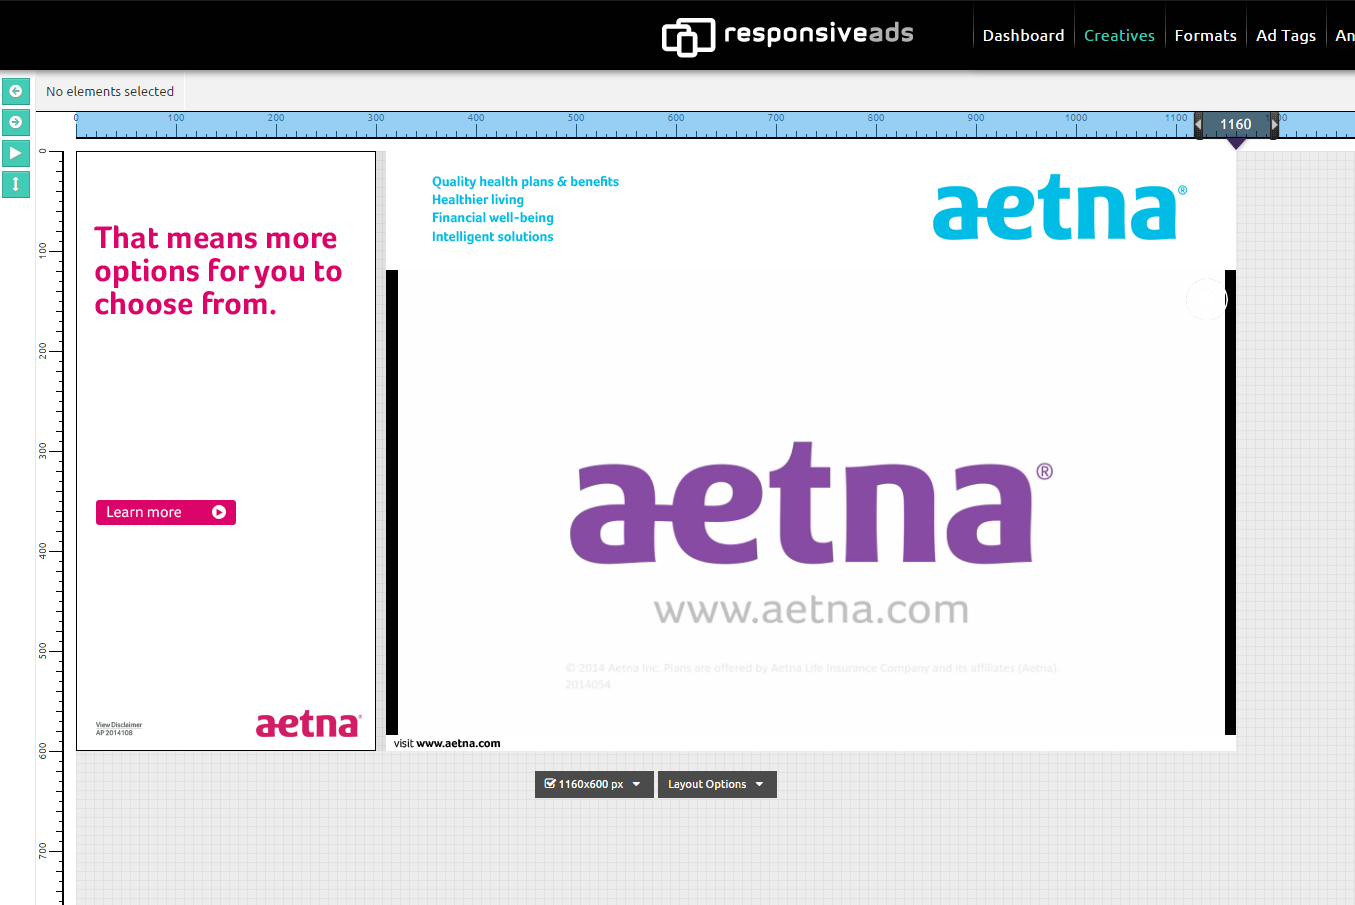 responsiveads
Dashboard
Creatives
Formats
Ad Tags
An
No elements selected
0 100 200 300 400 500 600 700 800 900 1000 1100
1160
0
100
200
300
400
500
600
700
That means more
options for you to
choose from.
Learn more
View Disclaimer
AP 2014108
aetna
Quality health plans & benefits
Healthier living
Financial well-being
Intelligent solutions
aetna®
aetna®
www.aetna.com
© 2014 Aetna Inc. Plans are offered by Aetna Life Insurance Company and its affiliates (Aetna).
2014054
visit www.aetna.com
1160x600 px
Layout Options